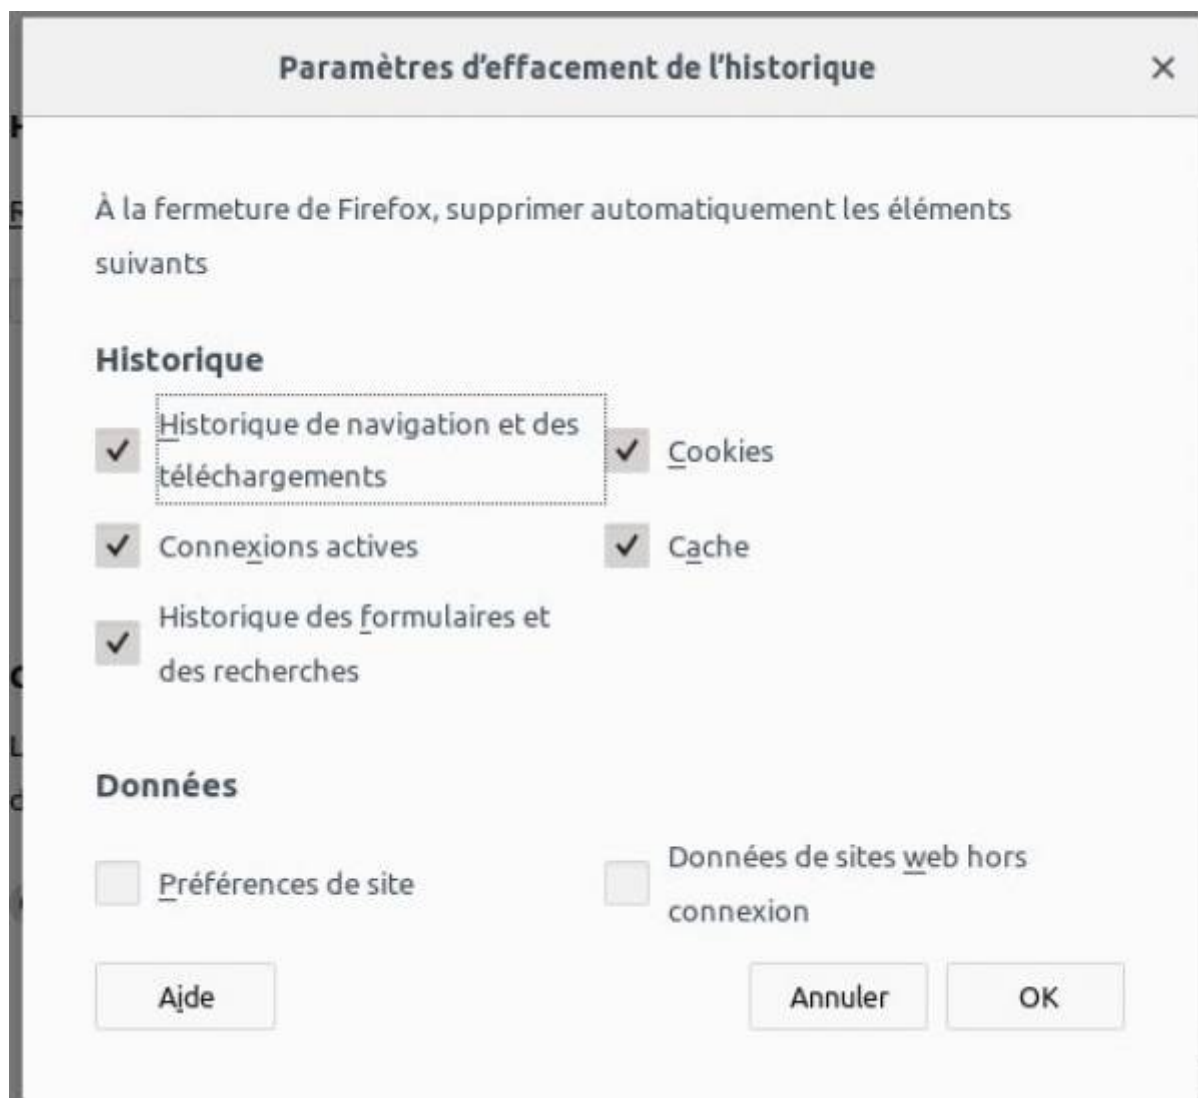 Paramètres d'effacement de l'historique
À la fermeture de Firefox, supprimer automatiquement les éléments
suivants
Historique
Historique de navigation et des
téléchargements
Cookies
Connexions actives
Cache
Historique des formulaires et
des recherches
Données
Préférences de site
Données de sites web hors
connexion
Aide
Annuler
OK